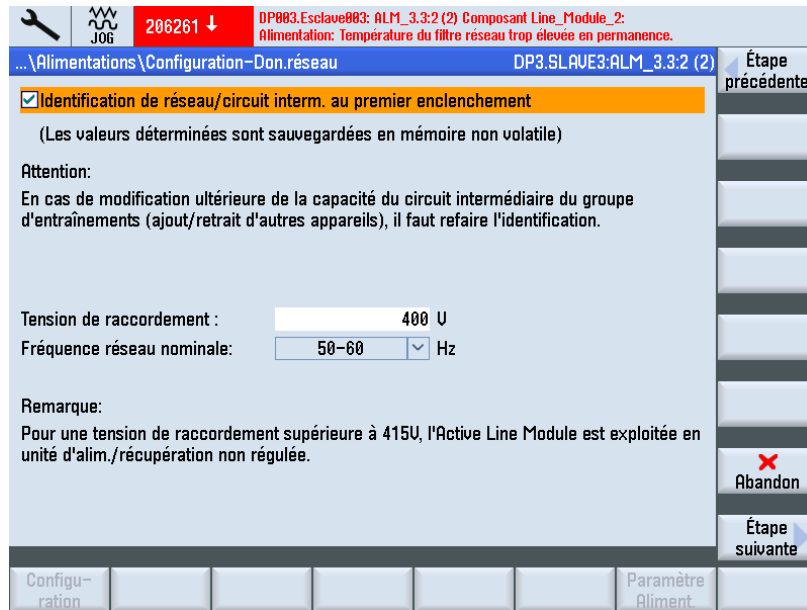 JOG
206261
DP003.Esclave003: ALM_3.3:2 (2) Composant Line_Module_2:
Alimentation: Température du filtre réseau trop élevée en permanence.
...\Alimentations\Configuration-Don.réseau DP3.SLAVE3:ALM_3.3:2 (2)
Étape
précédente
Identification de réseau/circuit interm. au premier enclenchement
(Les valeurs déterminées sont sauvegardées en mémoire non volatile)
Attention:
En cas de modification ultérieure de la capacité du circuit intermédiaire du groupe
d'entraînements (ajout/retrait d'autres appareils), il faut refaire l'identification.
Tension de raccordement : 400 V
Fréquence réseau nominale: 50-60 Hz
Remarque:
Pour une tension de raccordement supérieure à 415V, l'Active Line Module est exploitée en
unité d'alim./récupération non régulée.
Abandon
Étape
suivante
Configu-
ration
Paramètre
Aliment.